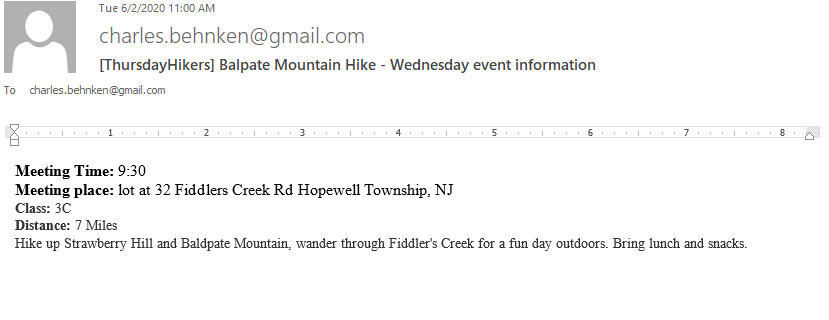 Tue 6/2/2020 11:00 AM
charles.behnken@gmail.com
[ThursdayHikers] Balpate Mountain Hike - Wednesday event information
To charles.behnken@gmail.com
1 2 3 4 5 6 7 8
Meeting Time: 9:30
Meeting place: lot at 32 Fiddlers Creek Rd Hopewell Township, NJ
Class: 3C
Distance: 7 Miles
Hike up Strawberry Hill and Baldpate Mountain, wander through Fiddler's Creek for a fun day outdoors. Bring lunch and snacks.